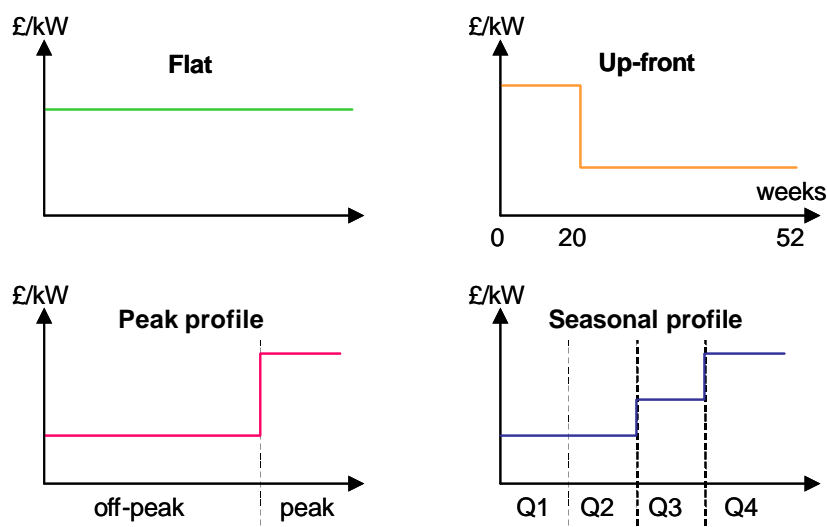 £/kW
Flat
£/kW
Up-front
weeks
0 20 52
£/kW
Peak profile
off-peak peak
£/kW
Seasonal profile
Q1 Q2 Q3 Q4